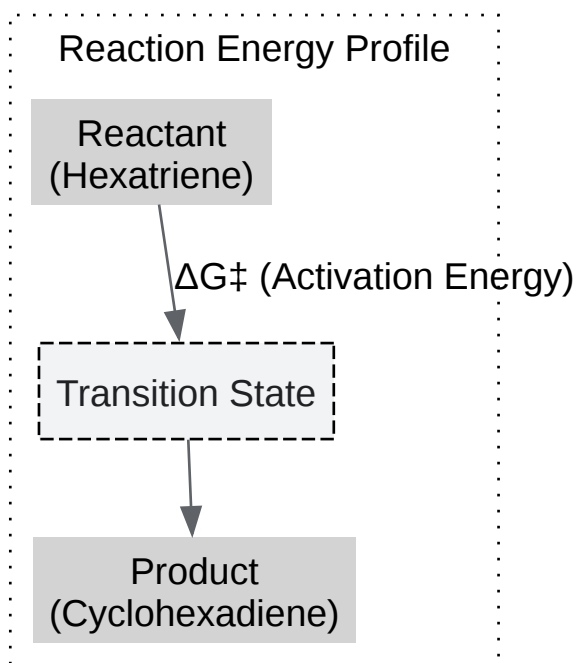 Reaction Energy Profile
Reactant
(Hexatriene)
ΔG‡ (Activation Energy)
Transition State
Product
(Cyclohexadiene)